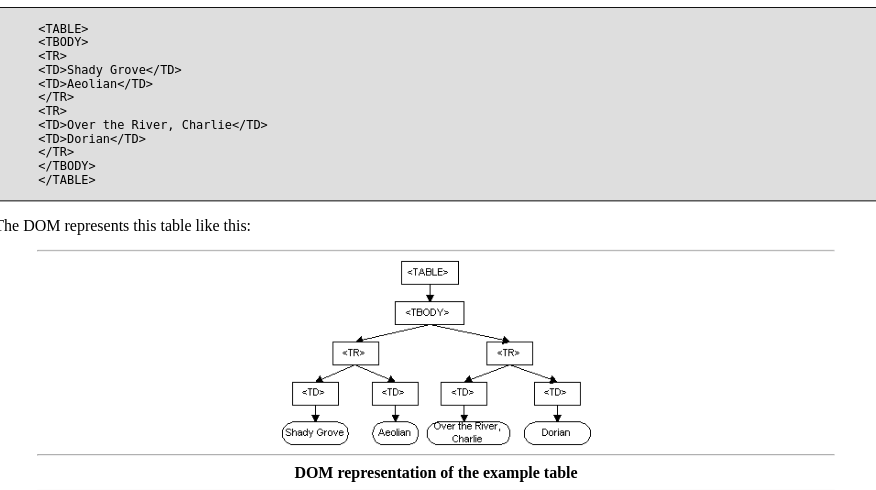 <TABLE>
<TBODY>
<TR>
<TD>Shady Grove</TD>
<TD>Aeolian</TD>
</TR>
<TR>
<TD>Over the River, Charlie</TD>
<TD>Dorian</TD>
</TR>
</TBODY>
</TABLE>
The DOM represents this table like this:
<TABLE>
<TBODY>
<TR> <TR>
<TD> <TD> <TD> <TD>
Shady Grove Aeolian Over the River, Charlie Dorian
DOM representation of the example table